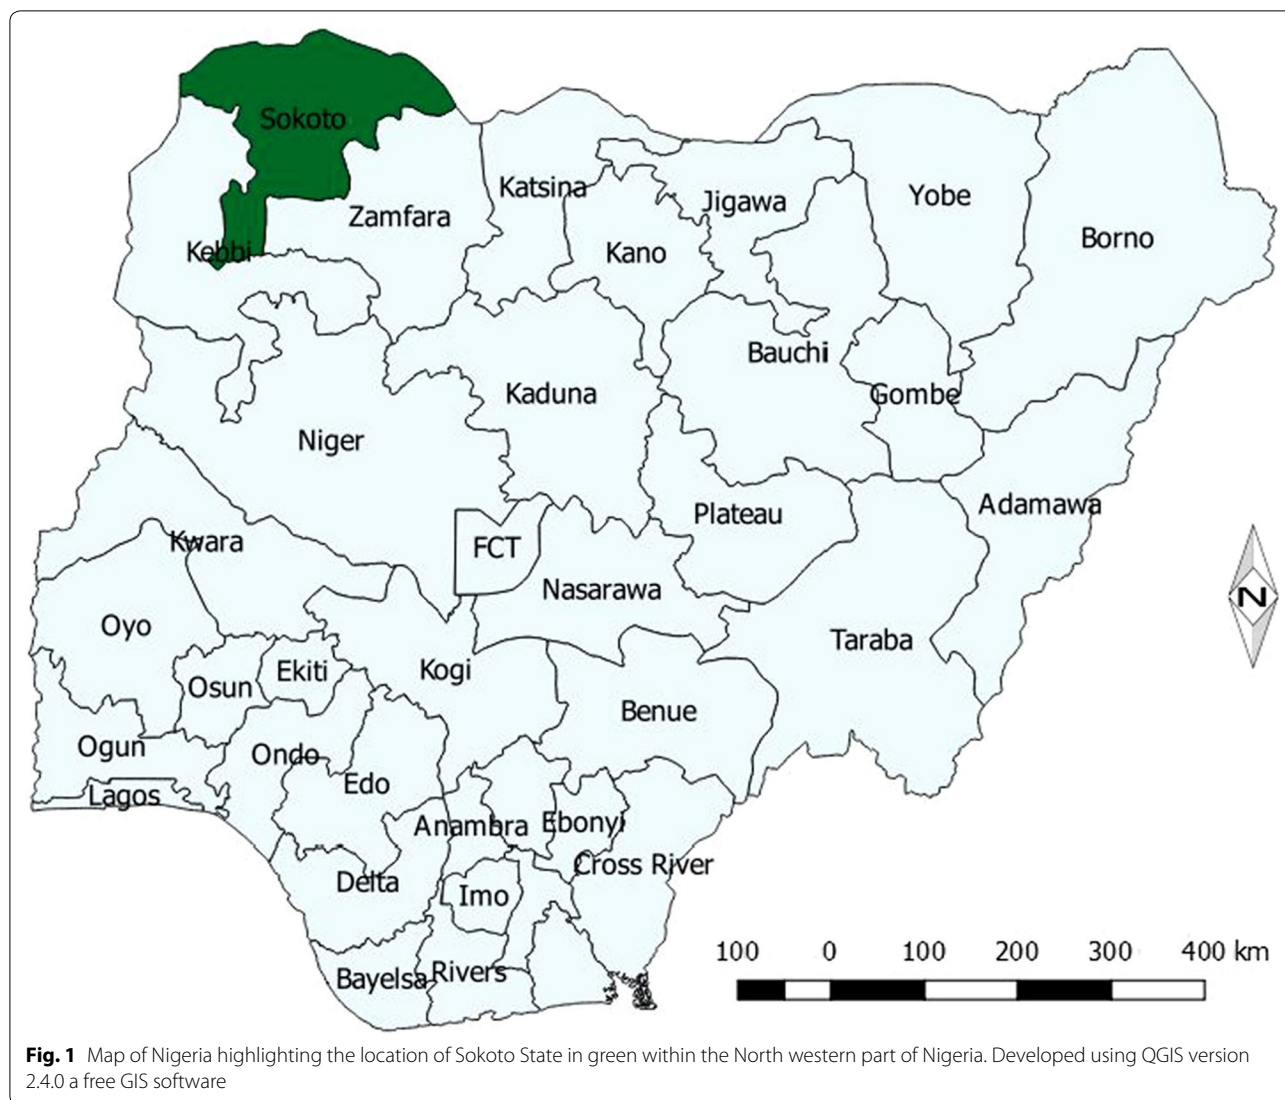 Sokoto
Katsina
Zamfara
Jigawa
Yobe
Kano
Borno
Kebbi
Bauchi
Kaduna
Gombe
Niger
Adamawa
Plateau
Kwara
FCT
Nasarawa
N
Oyo
Taraba
Kogi
Ekiti
Osun
Benue
Ogun
Ondo
Edo
Lagos
Anambra
Ebonyi
Cross River
Delta
Imo
Bayelsa
Rivers
100 0 100 200 300 400 km
Fig. 1 Map of Nigeria highlighting the location of Sokoto State in green within the North western part of Nigeria. Developed using QGIS version
2.4.0 a free GIS software